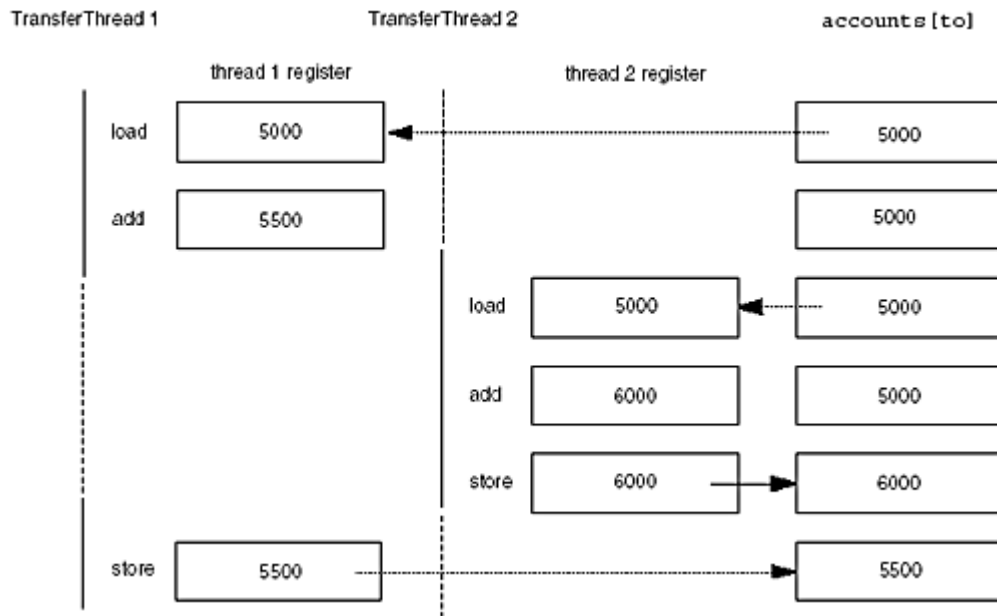 TransferThread 1 TransferThread 2 accounts[to]
thread 1 register thread 2 register
load 5000 5000
add 5500 5000
load 5000 5000
add 6000 5000
store 6000 6000
store 5500 5500